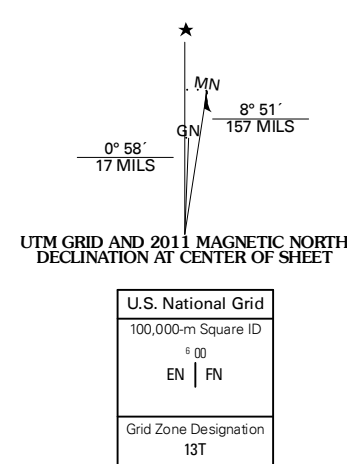 ★
MN
GN
8° 51´
157 MILS
0° 58´
17 MILS
UTM GRID AND 2011 MAGNETIC NORTH
DECLINATION AT CENTER OF SHEET
U.S. National Grid
100,000-m Square ID
6 00
EN | FN
Grid Zone Designation
13T